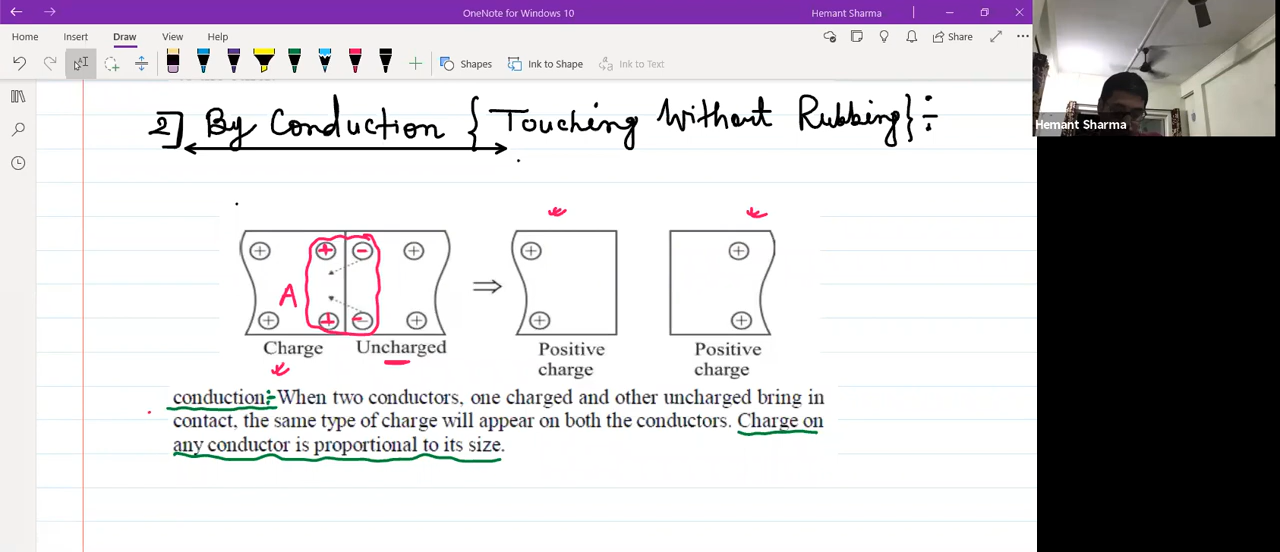 OneNote for Windows 10
Hemant Sharma
Home Insert Draw View Help
Share
Shapes Ink to Shape Ink to Text
Hemant Sharma
2] By Conduction { Touching Without Rubbing} ÷
+ + - +
A
+ + - +
+ +
+ +
Charge Uncharged
Positive charge
Positive charge
conduction:- When two conductors, one charged and other uncharged bring in
contact, the same type of charge will appear on both the conductors. Charge on
any conductor is proportional to its size.